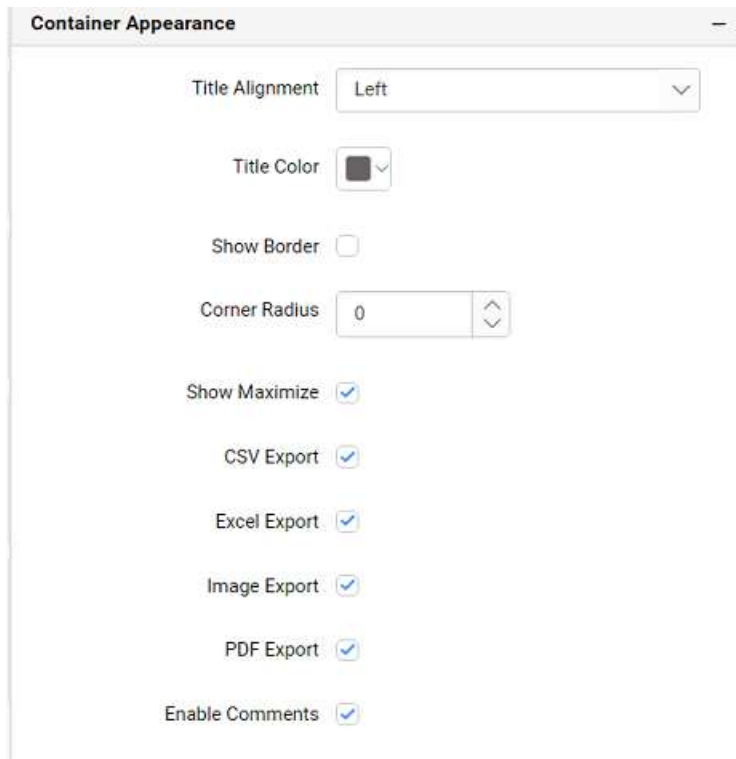 Container Appearance
Title Alignment Left
Title Color
Show Border
Corner Radius 0
Show Maximize
CSV Export
Excel Export
Image Export
PDF Export
Enable Comments